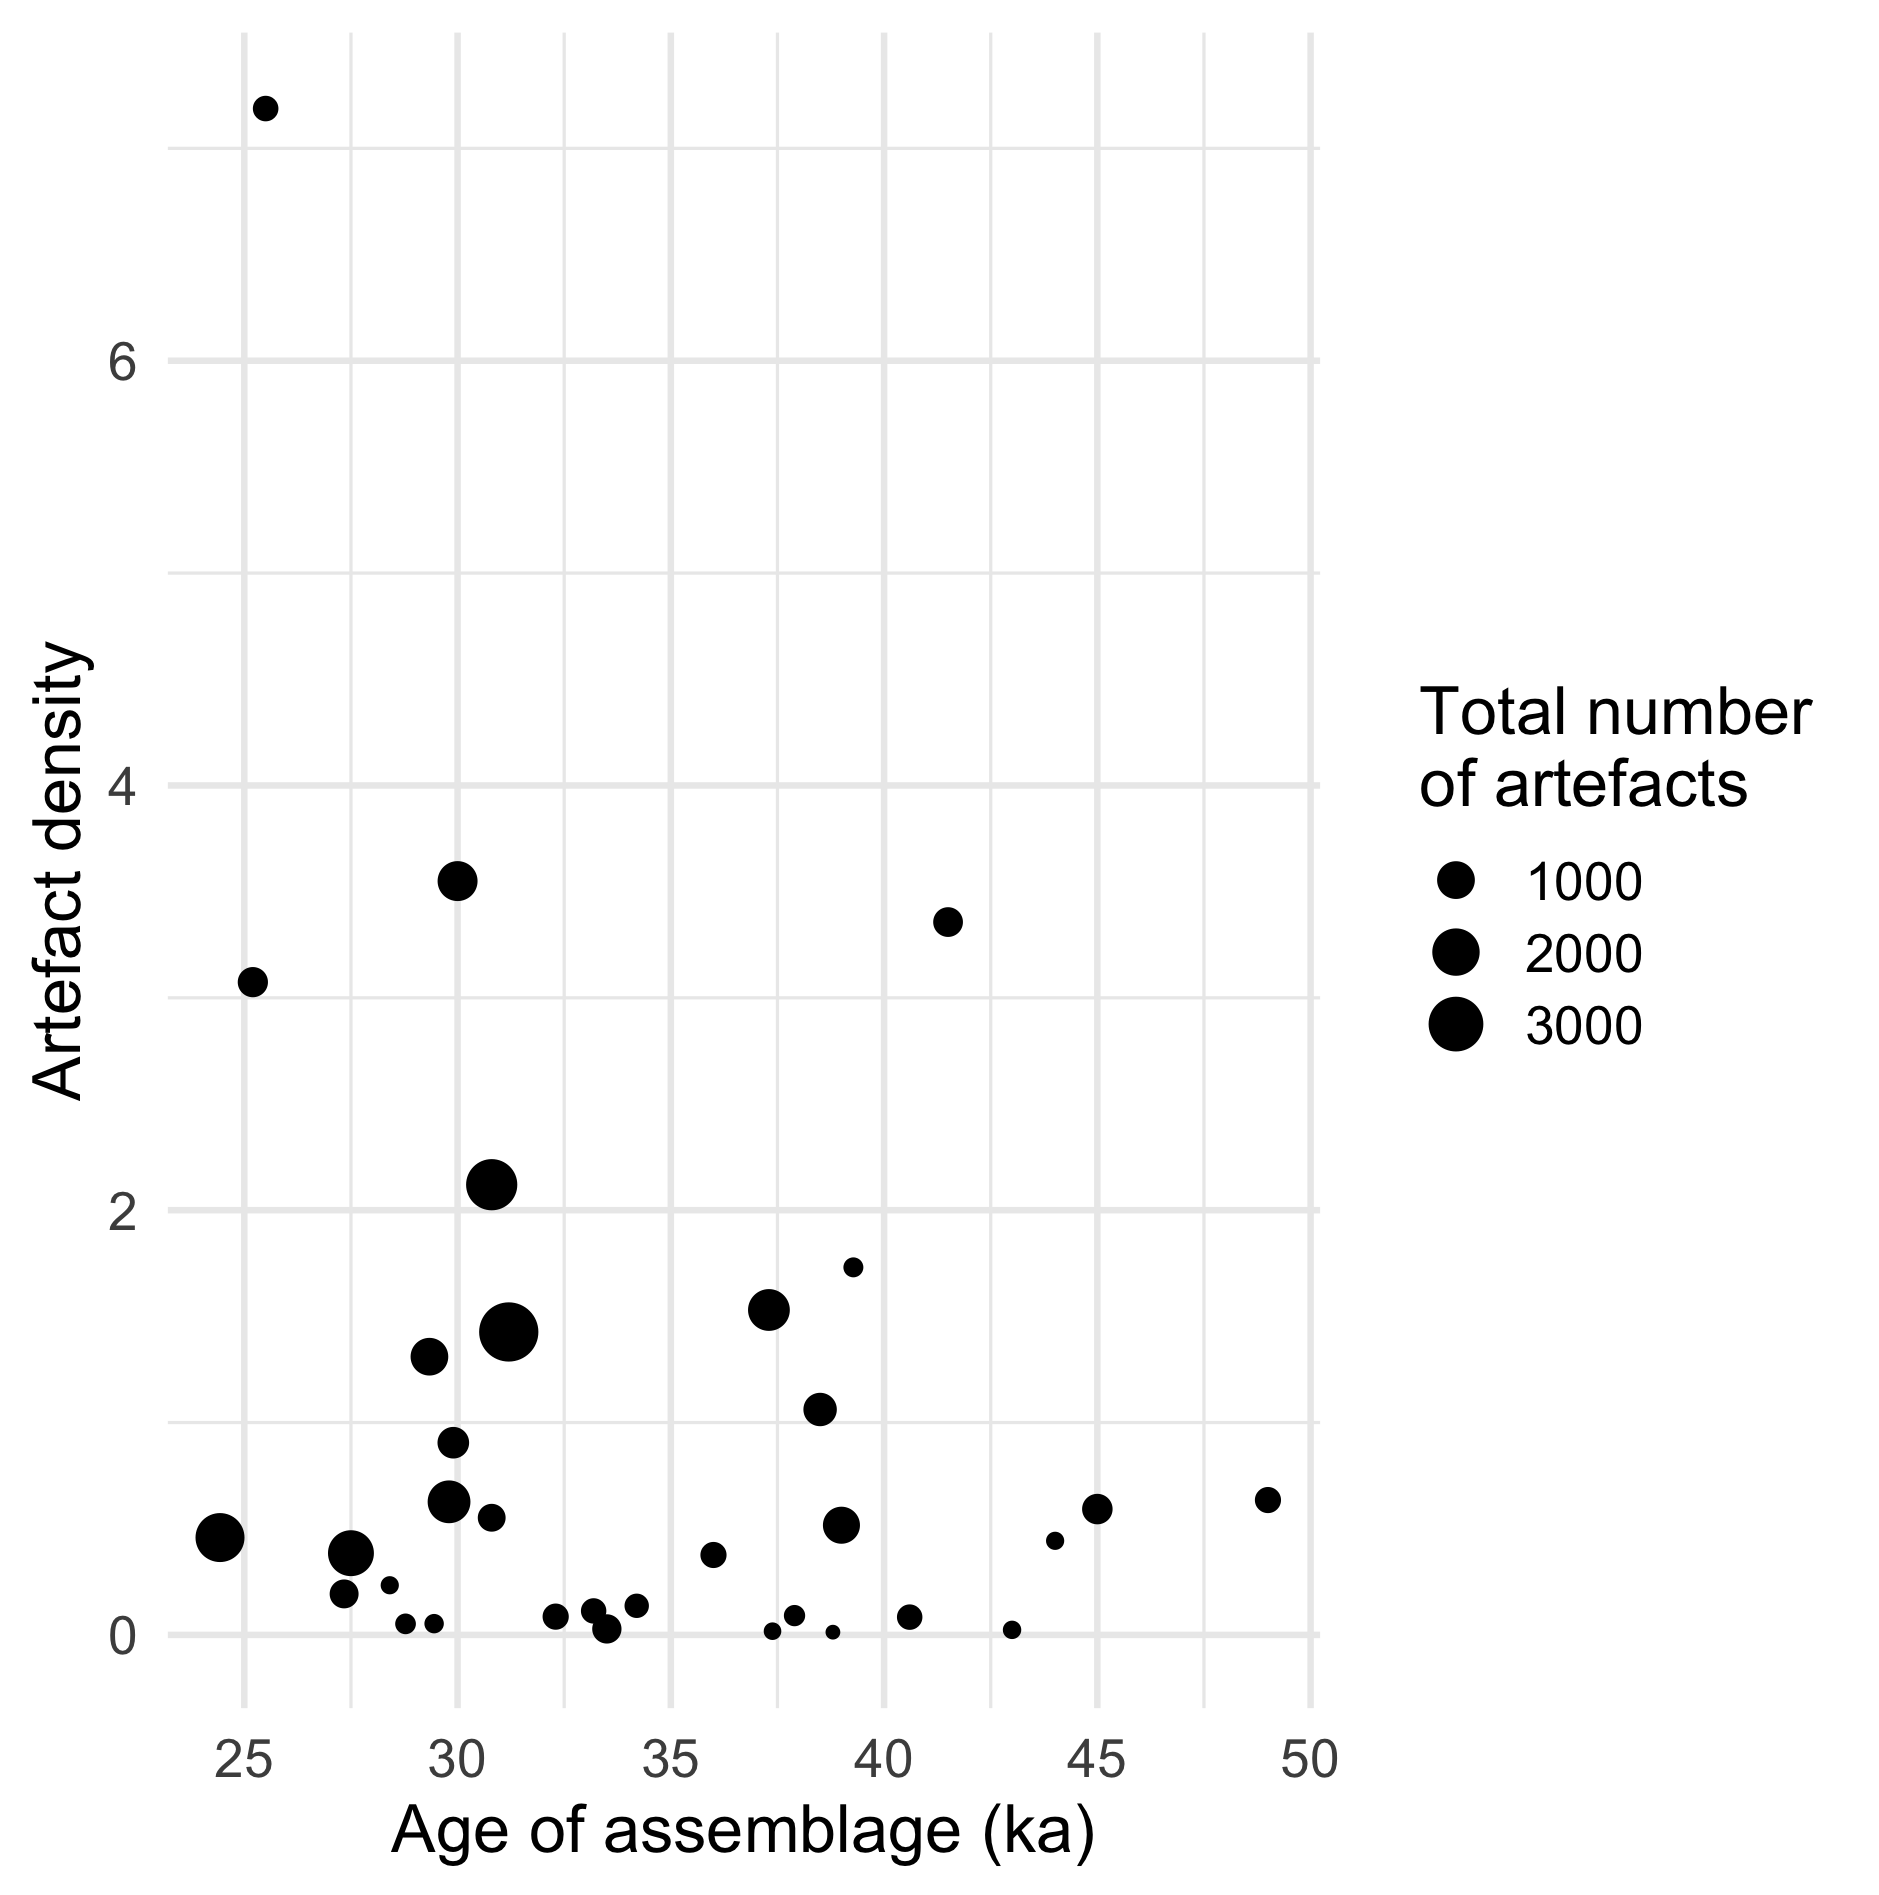 6
4
2
0
Artefact density
25 30 35 40 45 50
Age of assemblage (ka)
Total number
of artefacts
1000
2000
3000